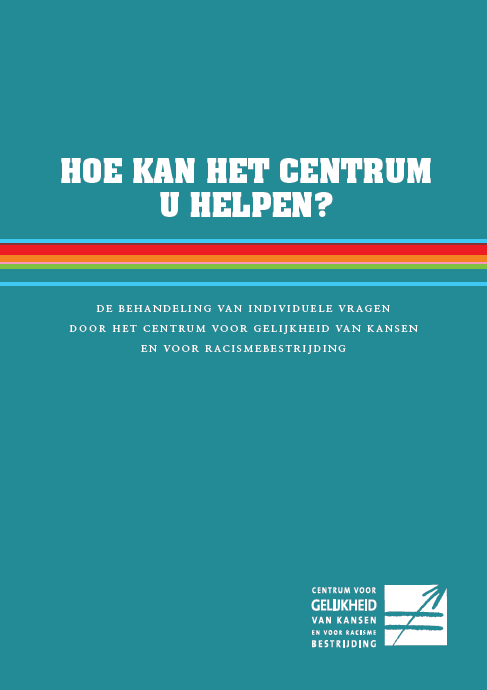 HOE KAN HET CENTRUM
U HELPEN?
DE BEHANDELING VAN INDIVIDUELE VRAGEN
DOOR HET CENTRUM VOOR GELIJKHEID VAN KANSEN
EN VOOR RACISMEBESTRIJDING
CENTRUM VOOR
GELIJKHEID
VAN KANSEN
EN VOOR RACISME
BESTRIJDING